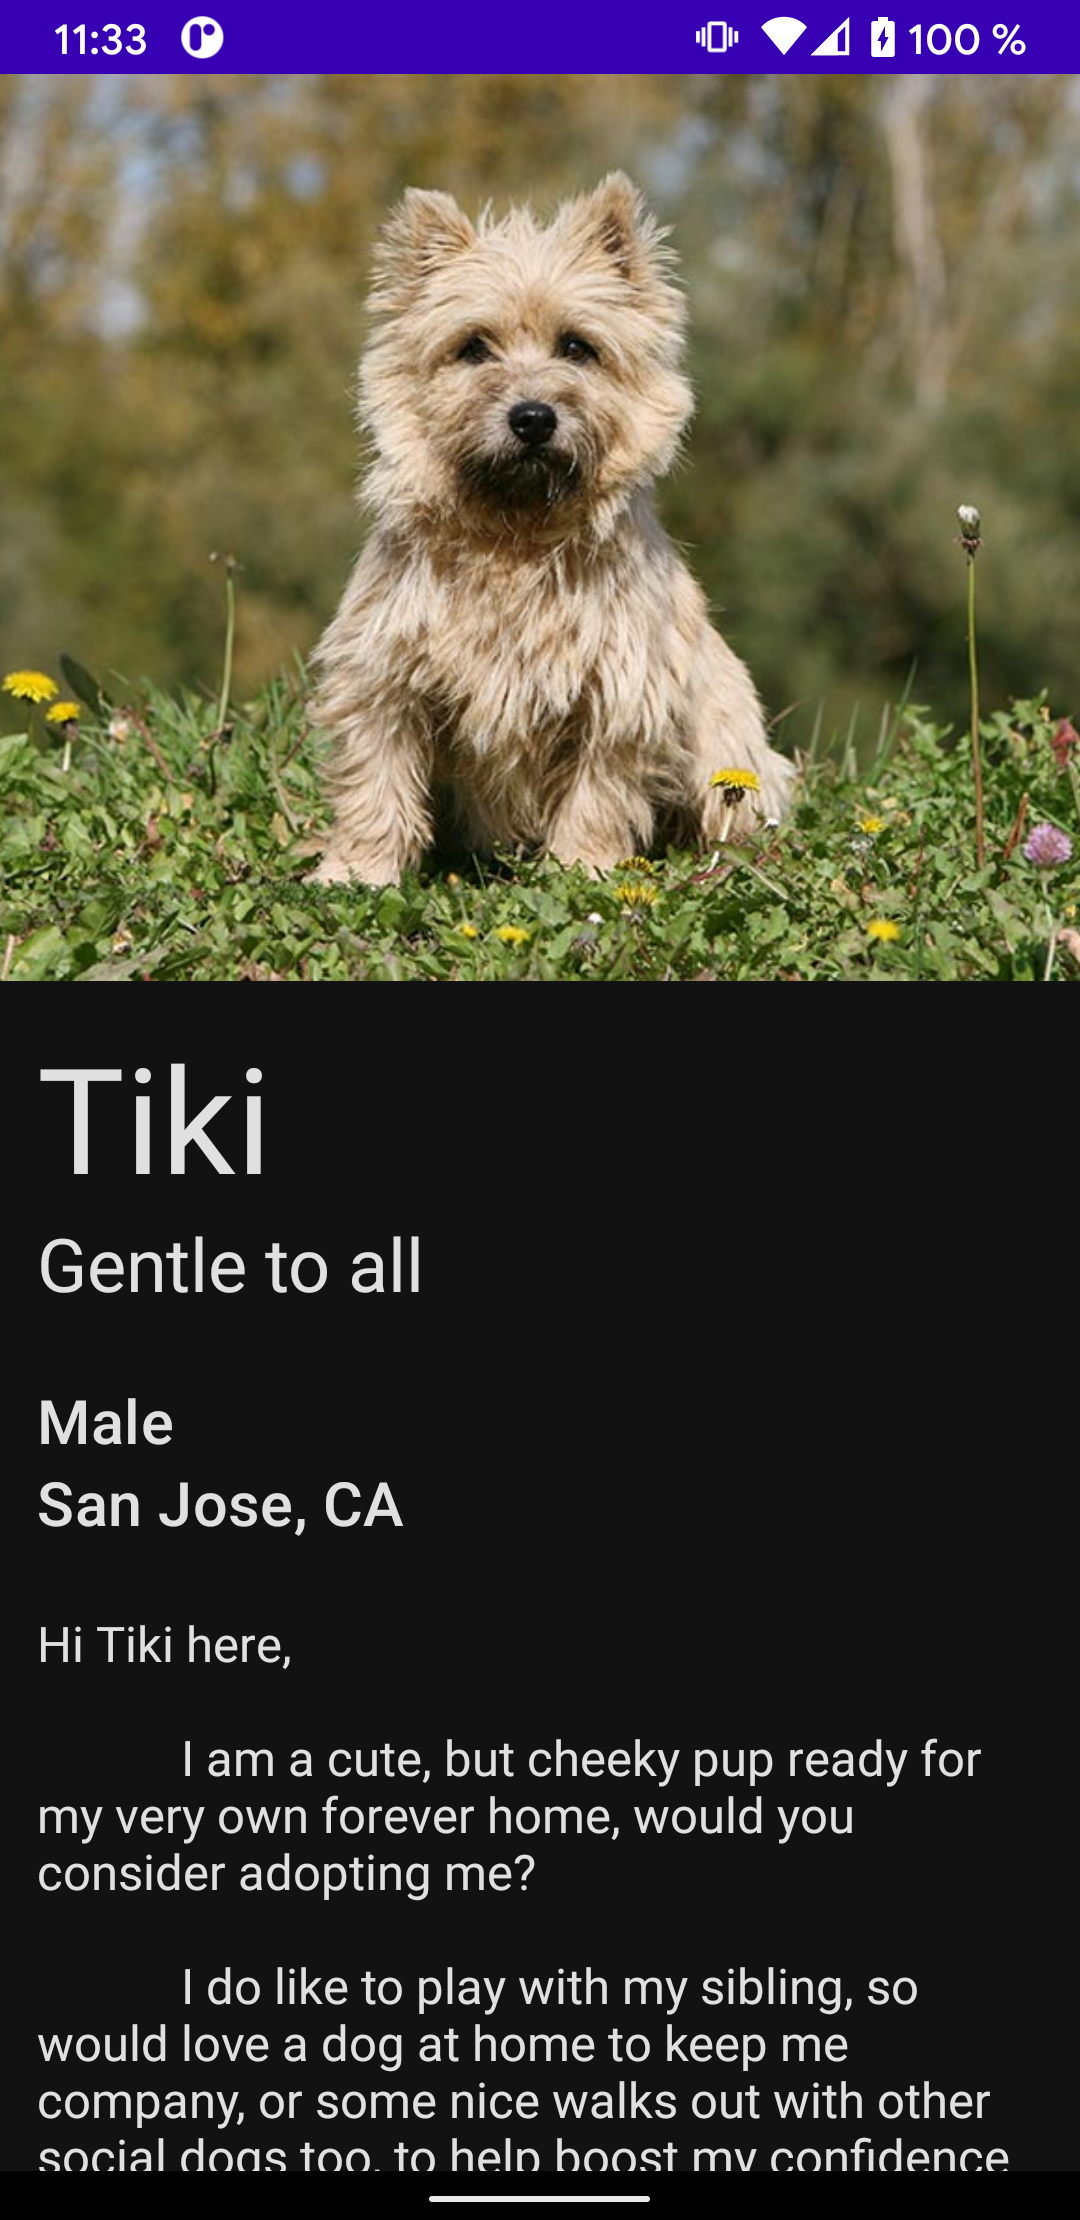 11:33 100 %
Tiki
Gentle to all
Male
San Jose, CA
Hi Tiki here,
I am a cute, but cheeky pup ready for
my very own forever home, would you
consider adopting me?
I do like to play with my sibling, so
would love a dog at home to keep me
company, or some nice walks out with other
social dogs too, to help boost my confidence